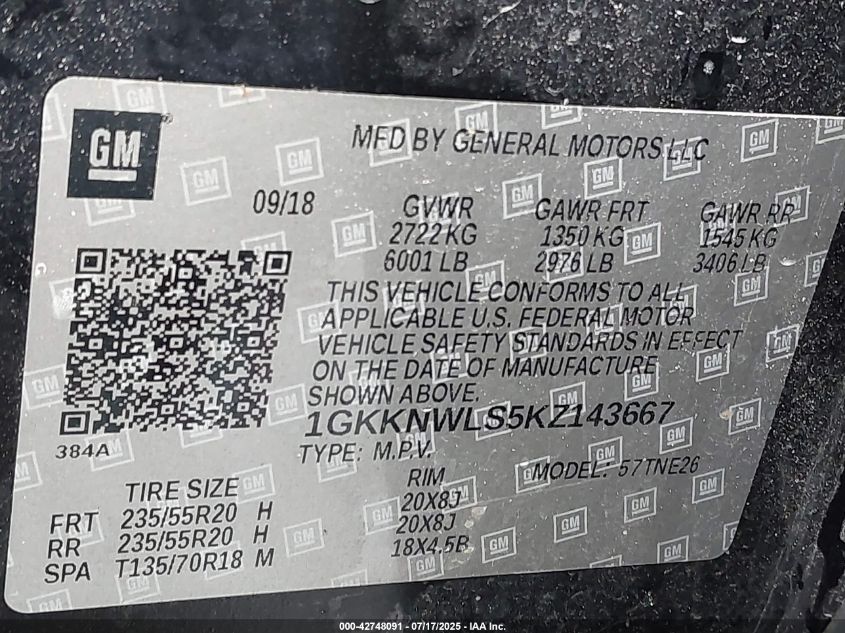 GM
MFD BY GENERAL MOTORS LLC
09/18
GVWR GAWR FRT GAWR RR
2722 KG 1350 KG 1545 KG
6001 LB 2976 LB 3406 LB
THIS VEHICLE CONFORMS TO ALL
APPLICABLE U.S. FEDERAL MOTOR
VEHICLE SAFETY STANDARDS IN EFFECT
ON THE DATE OF MANUFACTURE
SHOWN ABOVE.
1GKKNWLS5KZ143667
384A
TYPE: M.P.V. MODEL: 57TNE26
TIRE SIZE RIM
FRT 235/55R20 H 20X8J
RR 235/55R20 H 20X8J
SPA T135/70R18 M 18X4.5B
000-42748091 - 07/17/2025 - IAA Inc.